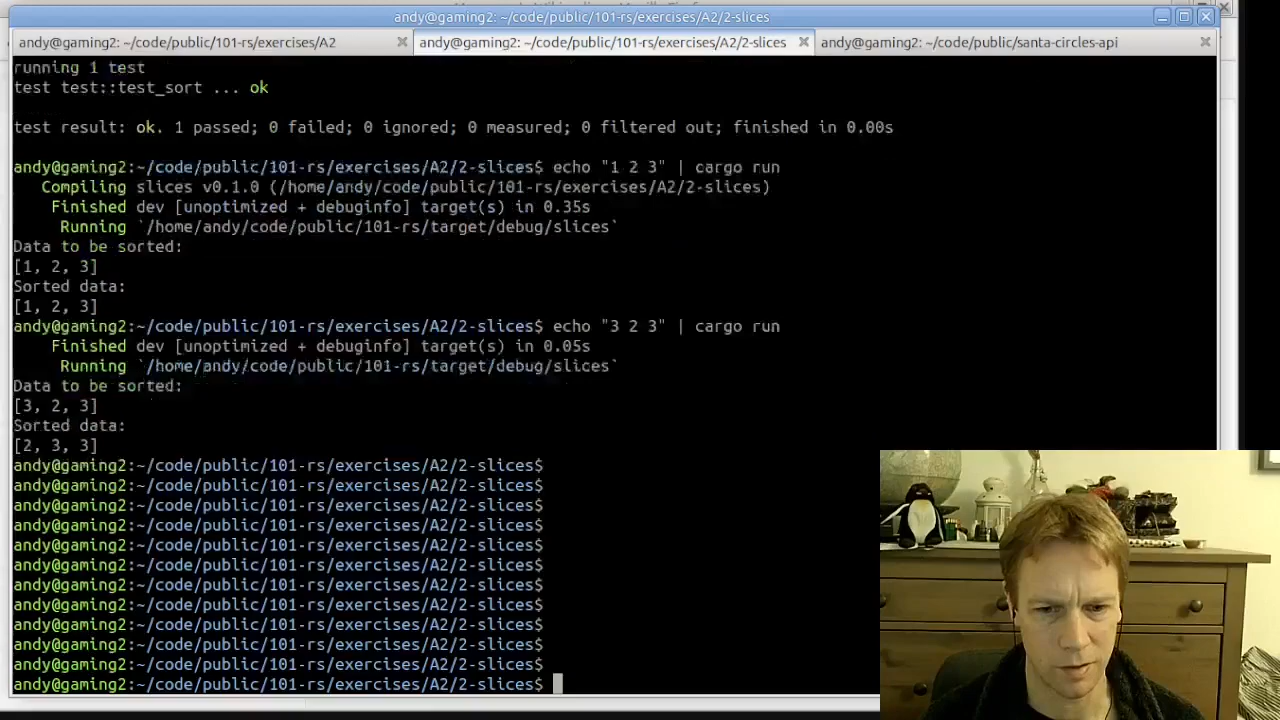 andy@gaming2: ~/code/public/101-rs/exercises/A2/2-slices
andy@gaming2: ~/code/public/101-rs/exercises/A2
andy@gaming2: ~/code/public/101-rs/exercises/A2/2-slices
andy@gaming2: ~/code/public/santa-circles-api
running 1 test
test test::test_sort ... ok
test result: ok. 1 passed; 0 failed; 0 ignored; 0 measured; 0 filtered out; finished in 0.00s
andy@gaming2:~/code/public/101-rs/exercises/A2/2-slices$ echo "1 2 3" | cargo run
Compiling slices v0.1.0 (/home/andy/code/public/101-rs/exercises/A2/2-slices)
Finished dev [unoptimized + debuginfo] target(s) in 0.35s
Running `/home/andy/code/public/101-rs/target/debug/slices`
Data to be sorted:
[1, 2, 3]
Sorted data:
[1, 2, 3]
andy@gaming2:~/code/public/101-rs/exercises/A2/2-slices$ echo "3 2 3" | cargo run
Finished dev [unoptimized + debuginfo] target(s) in 0.05s
Running `/home/andy/code/public/101-rs/target/debug/slices`
Data to be sorted:
[3, 2, 3]
Sorted data:
[2, 3, 3]
andy@gaming2:~/code/public/101-rs/exercises/A2/2-slices$
andy@gaming2:~/code/public/101-rs/exercises/A2/2-slices$
andy@gaming2:~/code/public/101-rs/exercises/A2/2-slices$
andy@gaming2:~/code/public/101-rs/exercises/A2/2-slices$
andy@gaming2:~/code/public/101-rs/exercises/A2/2-slices$
andy@gaming2:~/code/public/101-rs/exercises/A2/2-slices$
andy@gaming2:~/code/public/101-rs/exercises/A2/2-slices$
andy@gaming2:~/code/public/101-rs/exercises/A2/2-slices$
andy@gaming2:~/code/public/101-rs/exercises/A2/2-slices$
andy@gaming2:~/code/public/101-rs/exercises/A2/2-slices$
andy@gaming2:~/code/public/101-rs/exercises/A2/2-slices$
andy@gaming2:~/code/public/101-rs/exercises/A2/2-slices$